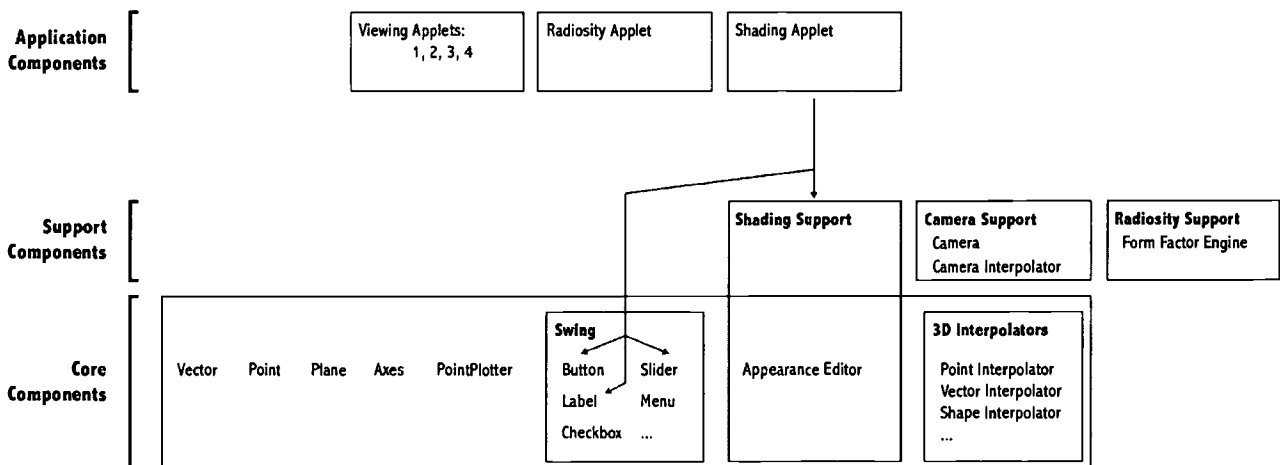 Application
Components
Viewing Applets:
1, 2, 3, 4
Radiosity Applet
Shading Applet
Support
Components
Shading Support
Camera Support
Camera
Camera Interpolator
Radiosity Support
Form Factor Engine
Core
Components
Vector
Point
Plane
Axes
PointPlotter
Swing
Button
Slider
Label
Menu
Checkbox
...
Appearance Editor
3D Interpolators
Point Interpolator
Vector Interpolator
Shape Interpolator
...